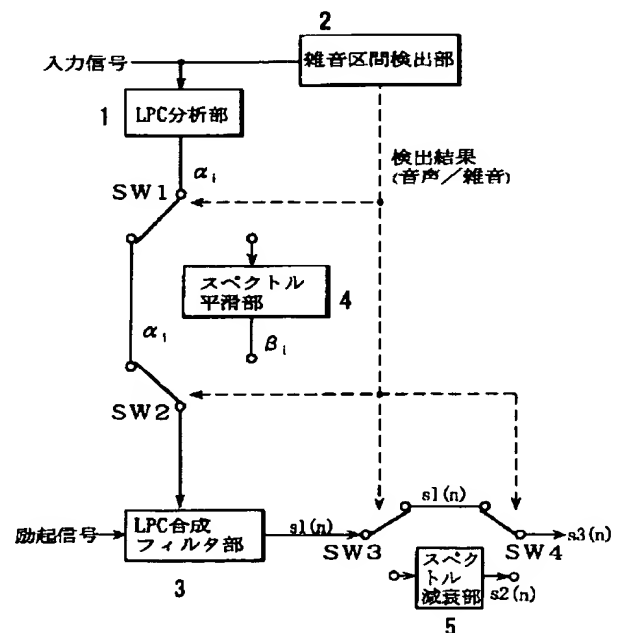 2
入力信号
雑音区間検出部
1
LPC分析部
検出結果
(音声／雑音)
αi
SW1
スペクトル
平滑部
4
αi
βi
SW2
励起信号
LPC合成
フィルタ部
3
s1(n)
SW3
s1(n)
SW4
s3(n)
スペク
トル
減衰部
s2(n)
5